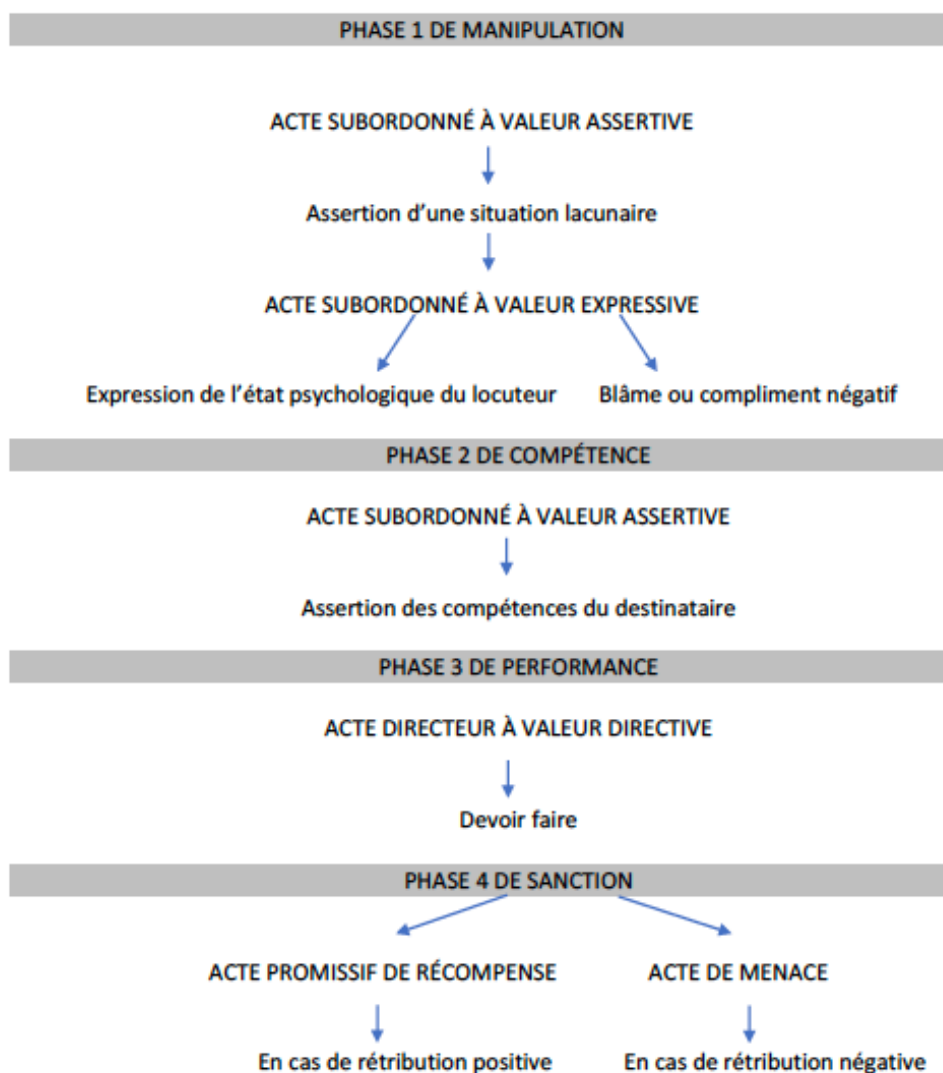 PHASE 1 DE MANIPULATION
ACTE SUBORDONNÉ À VALEUR ASSERTIVE
Assertion d'une situation lacunaire
ACTE SUBORDONNÉ À VALEUR EXPRESSIVE
Expression de l'état psychologique du locuteur
Blâme ou compliment négatif
PHASE 2 DE COMPÉTENCE
ACTE SUBORDONNÉ À VALEUR ASSERTIVE
Assertion des compétences du destinataire
PHASE 3 DE PERFORMANCE
ACTE DIRECTEUR À VALEUR DIRECTIVE
Devoir faire
PHASE 4 DE SANCTION
ACTE PROMISSIF DE RÉCOMPENSE
ACTE DE MENACE
En cas de rétribution positive
En cas de rétribution négative